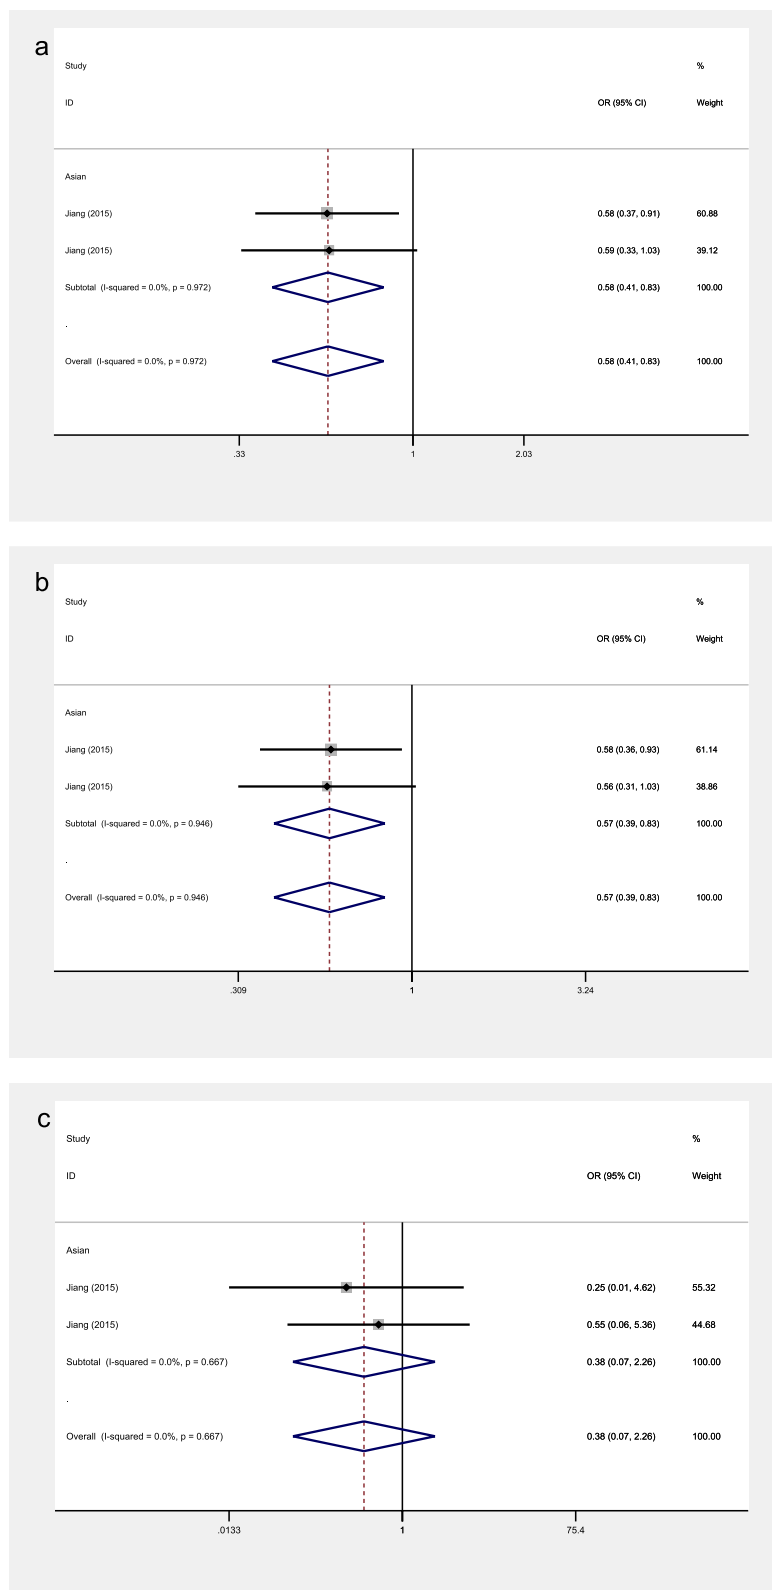 a
Study %
ID OR (95% CI) Weight
Asian
Jiang (2015) 0.58 (0.37, 0.91) 60.88
Jiang (2015) 0.59 (0.33, 1.03) 39.12
Subtotal (I-squared = 0.0%, p = 0.972) 0.58 (0.41, 0.83) 100.00
.
Overall (I-squared = 0.0%, p = 0.972) 0.58 (0.41, 0.83) 100.00
.33 1 2.03
b
Study %
ID OR (95% CI) Weight
Asian
Jiang (2015) 0.58 (0.36, 0.93) 61.14
Jiang (2015) 0.56 (0.31, 1.03) 38.86
Subtotal (I-squared = 0.0%, p = 0.946) 0.57 (0.39, 0.83) 100.00
.
Overall (I-squared = 0.0%, p = 0.946) 0.57 (0.39, 0.83) 100.00
.309 1 3.24
c
Study %
ID OR (95% CI) Weight
Asian
Jiang (2015) 0.25 (0.01, 4.62) 55.32
Jiang (2015) 0.55 (0.06, 5.36) 44.68
Subtotal (I-squared = 0.0%, p = 0.667) 0.38 (0.07, 2.26) 100.00
.
Overall (I-squared = 0.0%, p = 0.667) 0.38 (0.07, 2.26) 100.00
.0133 1 75.4